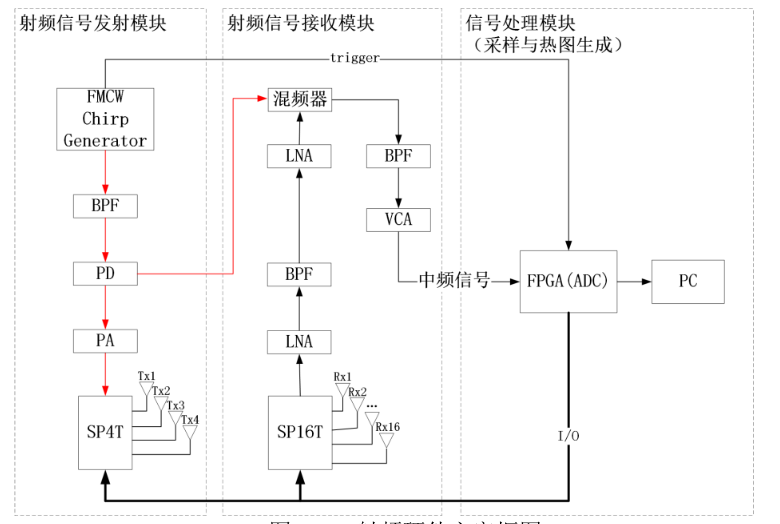 射频信号发射模块
射频信号接收模块
信号处理模块
（采样与热图生成）
trigger
FMCW
Chirp
Generator
混频器
LNA
BPF
BPF
VCA
PD
BPF
中频信号
FPGA(ADC)
PC
PA
LNA
Tx1
Tx2
Tx3
Tx4
Rx1
Rx2
...
Rx16
SP4T
SP16T
I/O